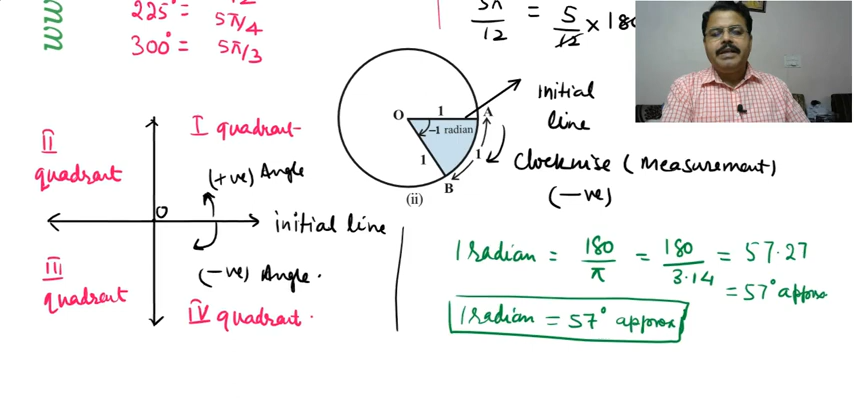 225° = 5π/4
300° = 5π/3
5π/12 = 5/12 × 180
O
1
A
-1 radian
1
1
B
(ii)
initial
line
Clockwise (measurement)
(-ve)
II
quadrant
I quadrant
(+ve) Angle
O
initial line
(-ve) Angle.
III
quadrant
IV quadrant.
1 radian = 180/π = 180/3.14 = 57.27
= 57° approx
1 radian = 57° approx